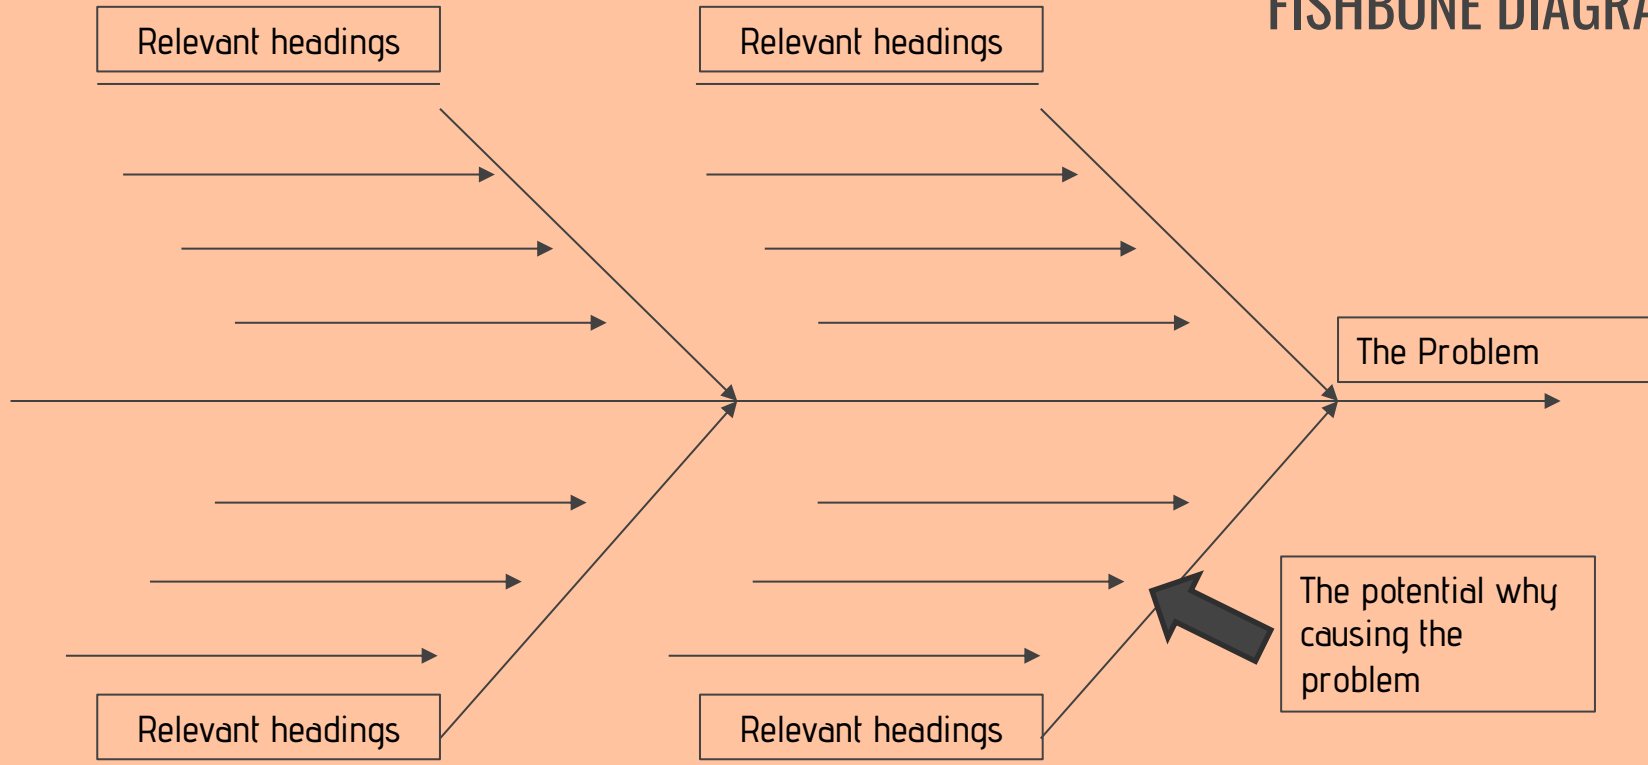 FISHBONE DIAGRA
Relevant headings
Relevant headings
The Problem
The potential why
causing the
problem
Relevant headings
Relevant headings